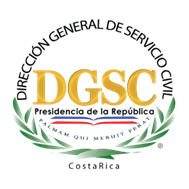 DIRECCIÓN GENERAL DE SERVICIO CIVIL
DGSC
Presidencia de la República
PALMAM QUI MERUIT FERAT
®
CostaRica